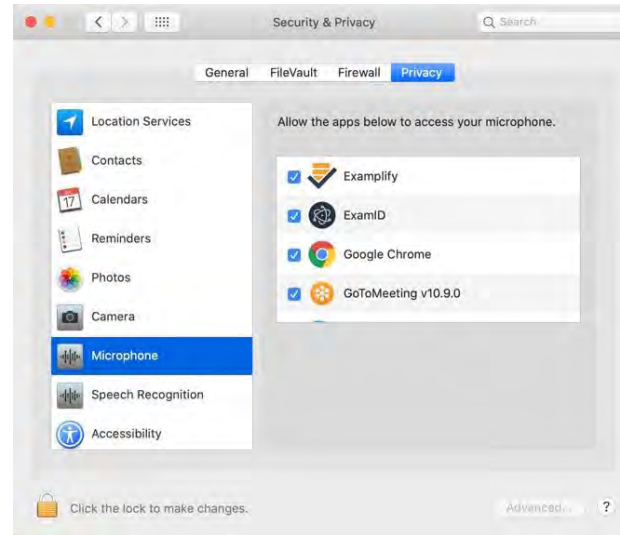 Security & Privacy
Search
General FileVault Firewall Privacy
Location Services
Contacts
17
Calendars
Reminders
Photos
Camera
Microphone
Speech Recognition
Accessibility
Allow the apps below to access your microphone.
Examplify
ExamID
Google Chrome
GoToMeeting v10.9.0
Click the lock to make changes.
Advanced...
?